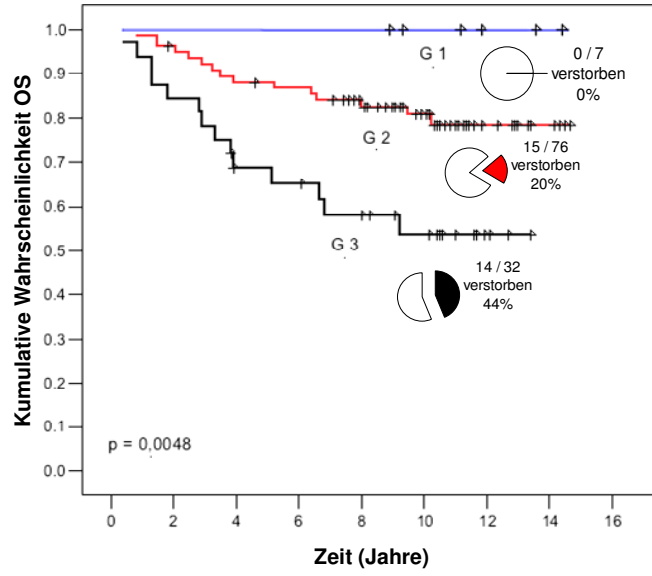 Kumulative Wahrscheinlichkeit OS
1.0
0.9
0.8
0.7
0.6
0.5
0.4
0.3
0.2
0.1
0.0
G 1
0 / 7
verstorben
0%
G 2
15 / 76
verstorben
20%
G 3
14 / 32
verstorben
44%
p = 0,0048
0 2 4 6 8 10 12 14 16
Zeit (Jahre)